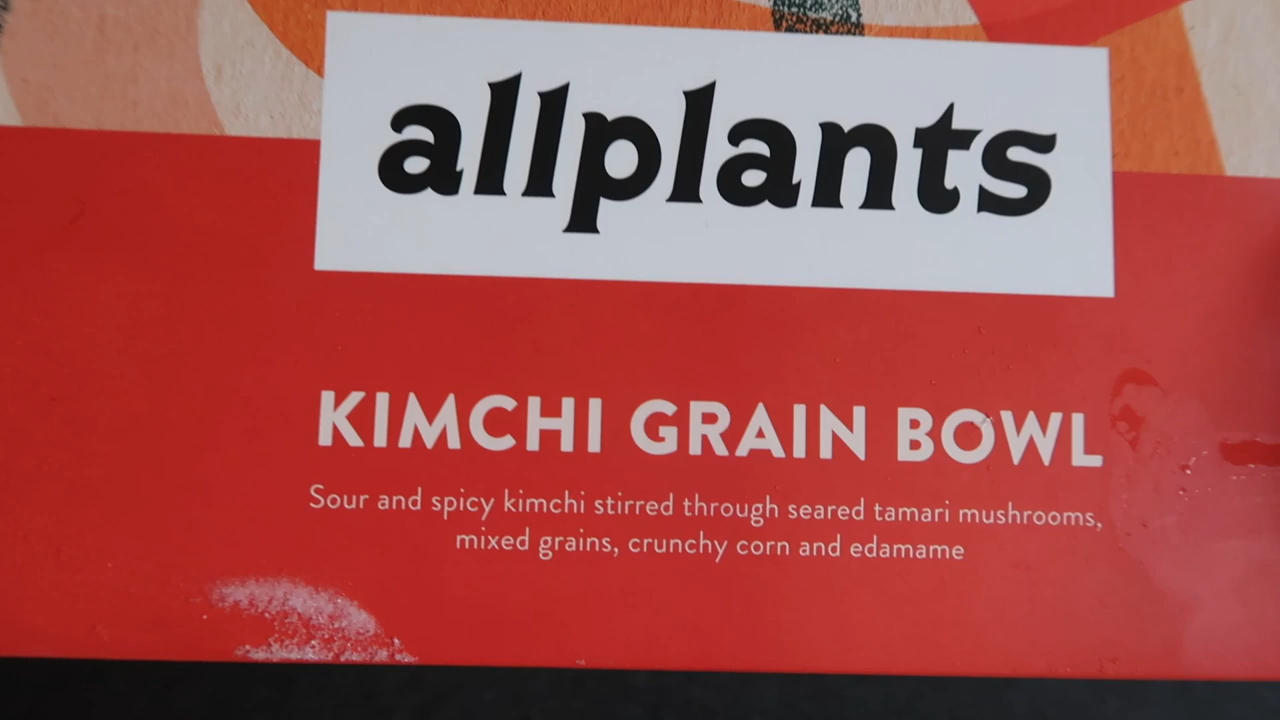 allplants
KIMCHI GRAIN BOWL
Sour and spicy kimchi stirred through seared tamari mushrooms,
mixed grains, crunchy corn and edamame